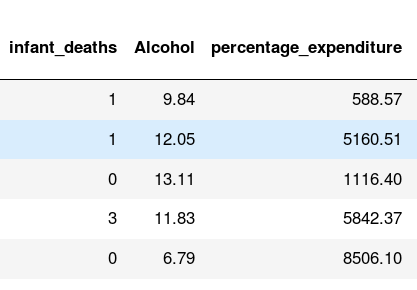 infant_deaths Alcohol percentage_expenditure
1 9.84 588.57
1 12.05 5160.51
0 13.11 1116.40
3 11.83 5842.37
0 6.79 8506.10